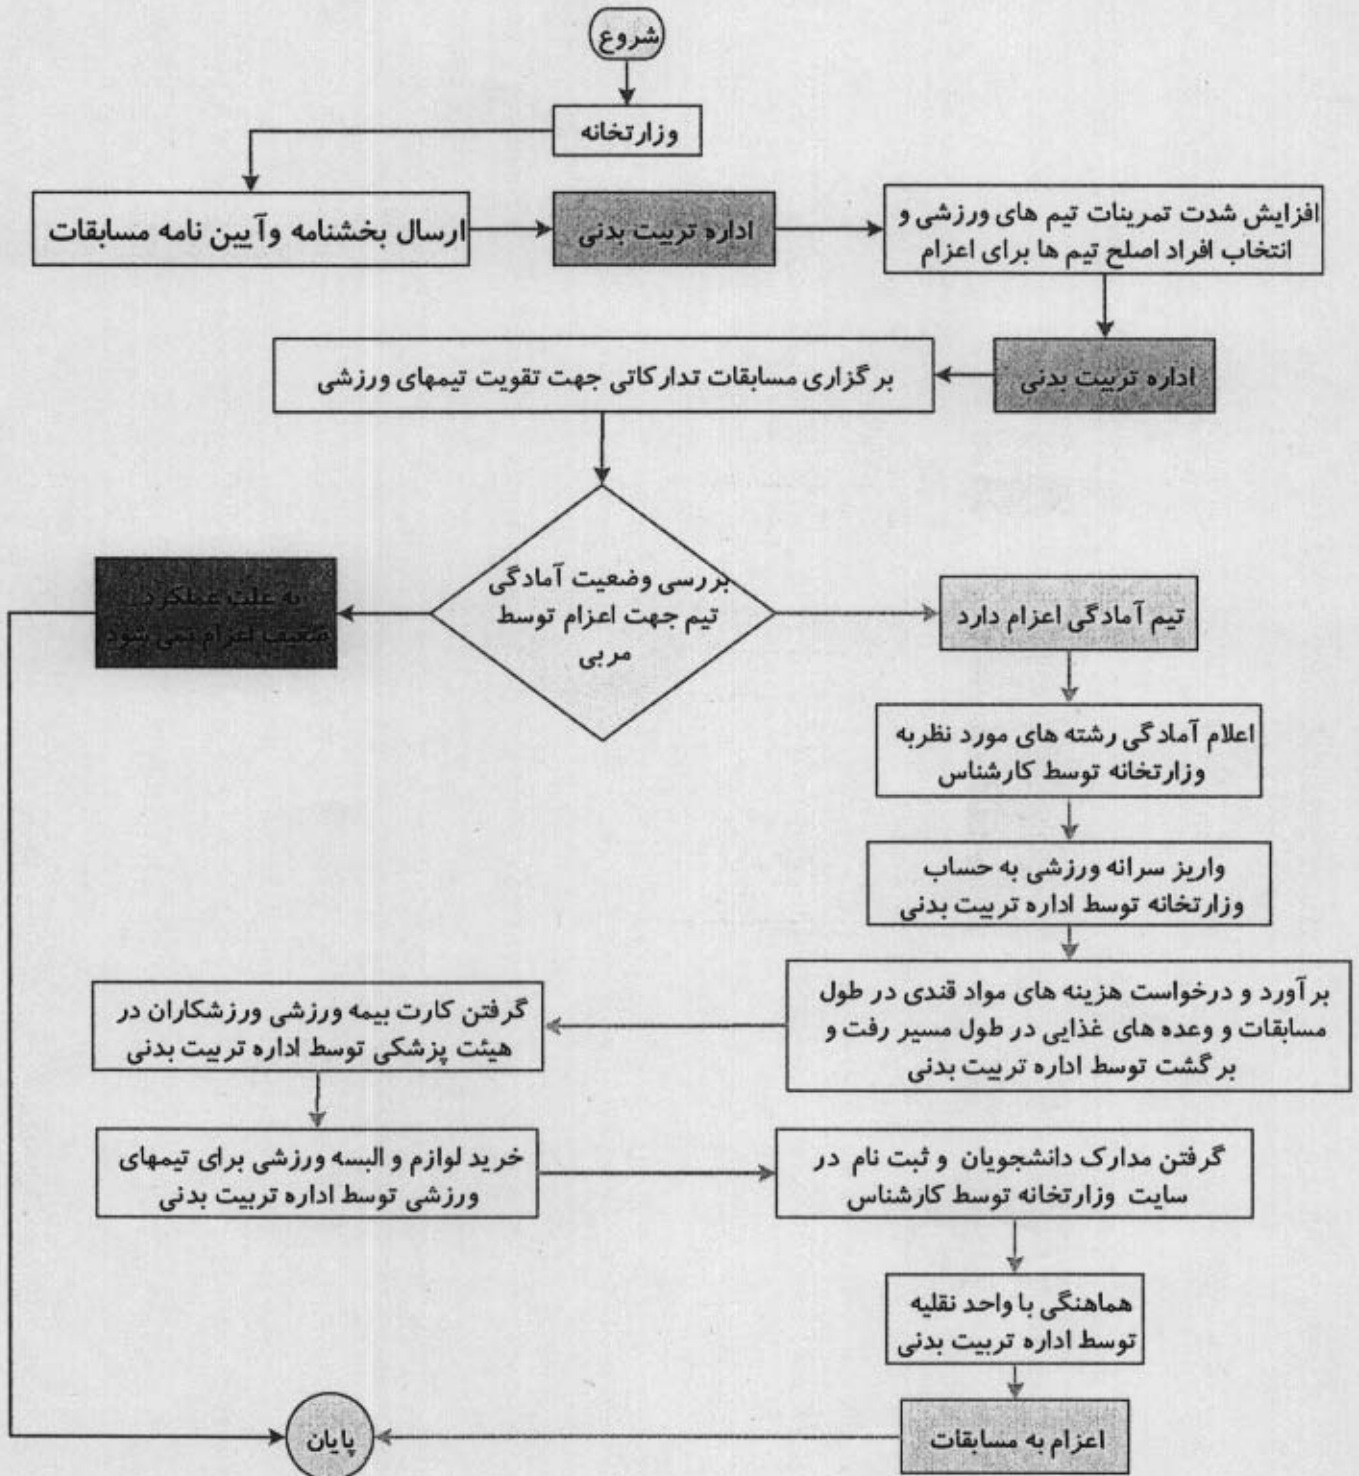 شروع
وزارتخانه
ارسال بخشنامه وآیین نامه مسابقات
اداره تربیت بدنی
افزایش شدت تمرینات تیم های ورزشی و
انتخاب افراد اصلح تیم ها برای اعزام
اداره تربیت بدنی
برگزاری مسابقات تدارکاتی جهت تقویت تیمهای ورزشی
بررسی وضعیت آمادگی
تیم جهت اعزام توسط
مربی
به علت عملکرد
ضعیف اعزام نمی شود
تیم آمادگی اعزام دارد
اعلام آمادگی رشته های مورد نظربه
وزارتخانه توسط کارشناس
واریز سرانه ورزشی به حساب
وزارتخانه توسط اداره تربیت بدنی
برآورد و درخواست هزینه های مواد قندی در طول
مسابقات و وعده های غذایی در طول مسیر رفت و
برگشت توسط اداره تربیت بدنی
گرفتن کارت بیمه ورزشی ورزشکاران در
هیئت پزشکی توسط اداره تربیت بدنی
خرید لوازم و البسه ورزشی برای تیمهای
ورزشی توسط اداره تربیت بدنی
گرفتن مدارک دانشجویان و ثبت نام در
سایت وزارتخانه توسط کارشناس
هماهنگی با واحد نقلیه
توسط اداره تربیت بدنی
اعزام به مسابقات
پایان